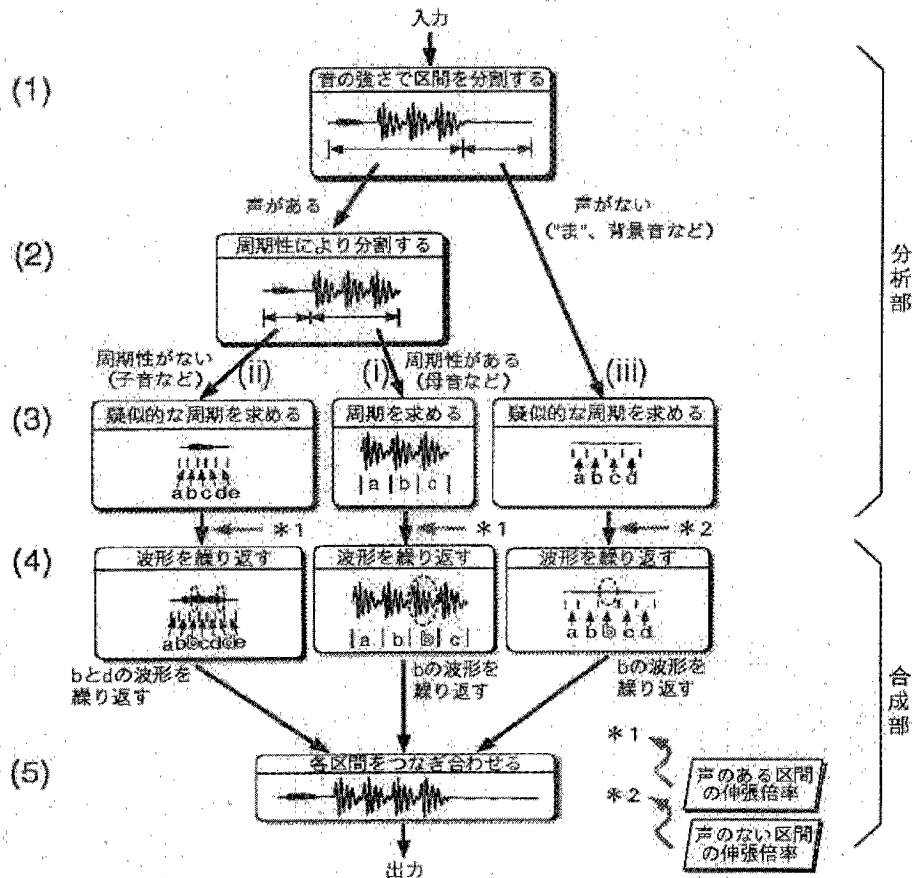 入力
(1)
音の強さで区間を分割する
声がある
声がない
("ま"、背景音など)
(2)
周期性により分割する
分析部
周期性がない
(子音など)
(ii)
(i)
周期性がある
(母音など)
(iii)
(3)
疑似的な周期を求める
abcde
周期を求める
|a|b|c|
疑似的な周期を求める
abcd
*1
*1
*2
(4)
波形を繰り返す
abⓑcdⓓe
波形を繰り返す
|a|b|ⓑ|c|
波形を繰り返す
abⓑcd
bとdの波形を
繰り返す
bの波形を
繰り返す
bの波形を
繰り返す
合成部
(5)
各区間をつなぎ合わせる
*1
声のある区間
の伸張倍率
*2
声のない区間
の伸張倍率
出力